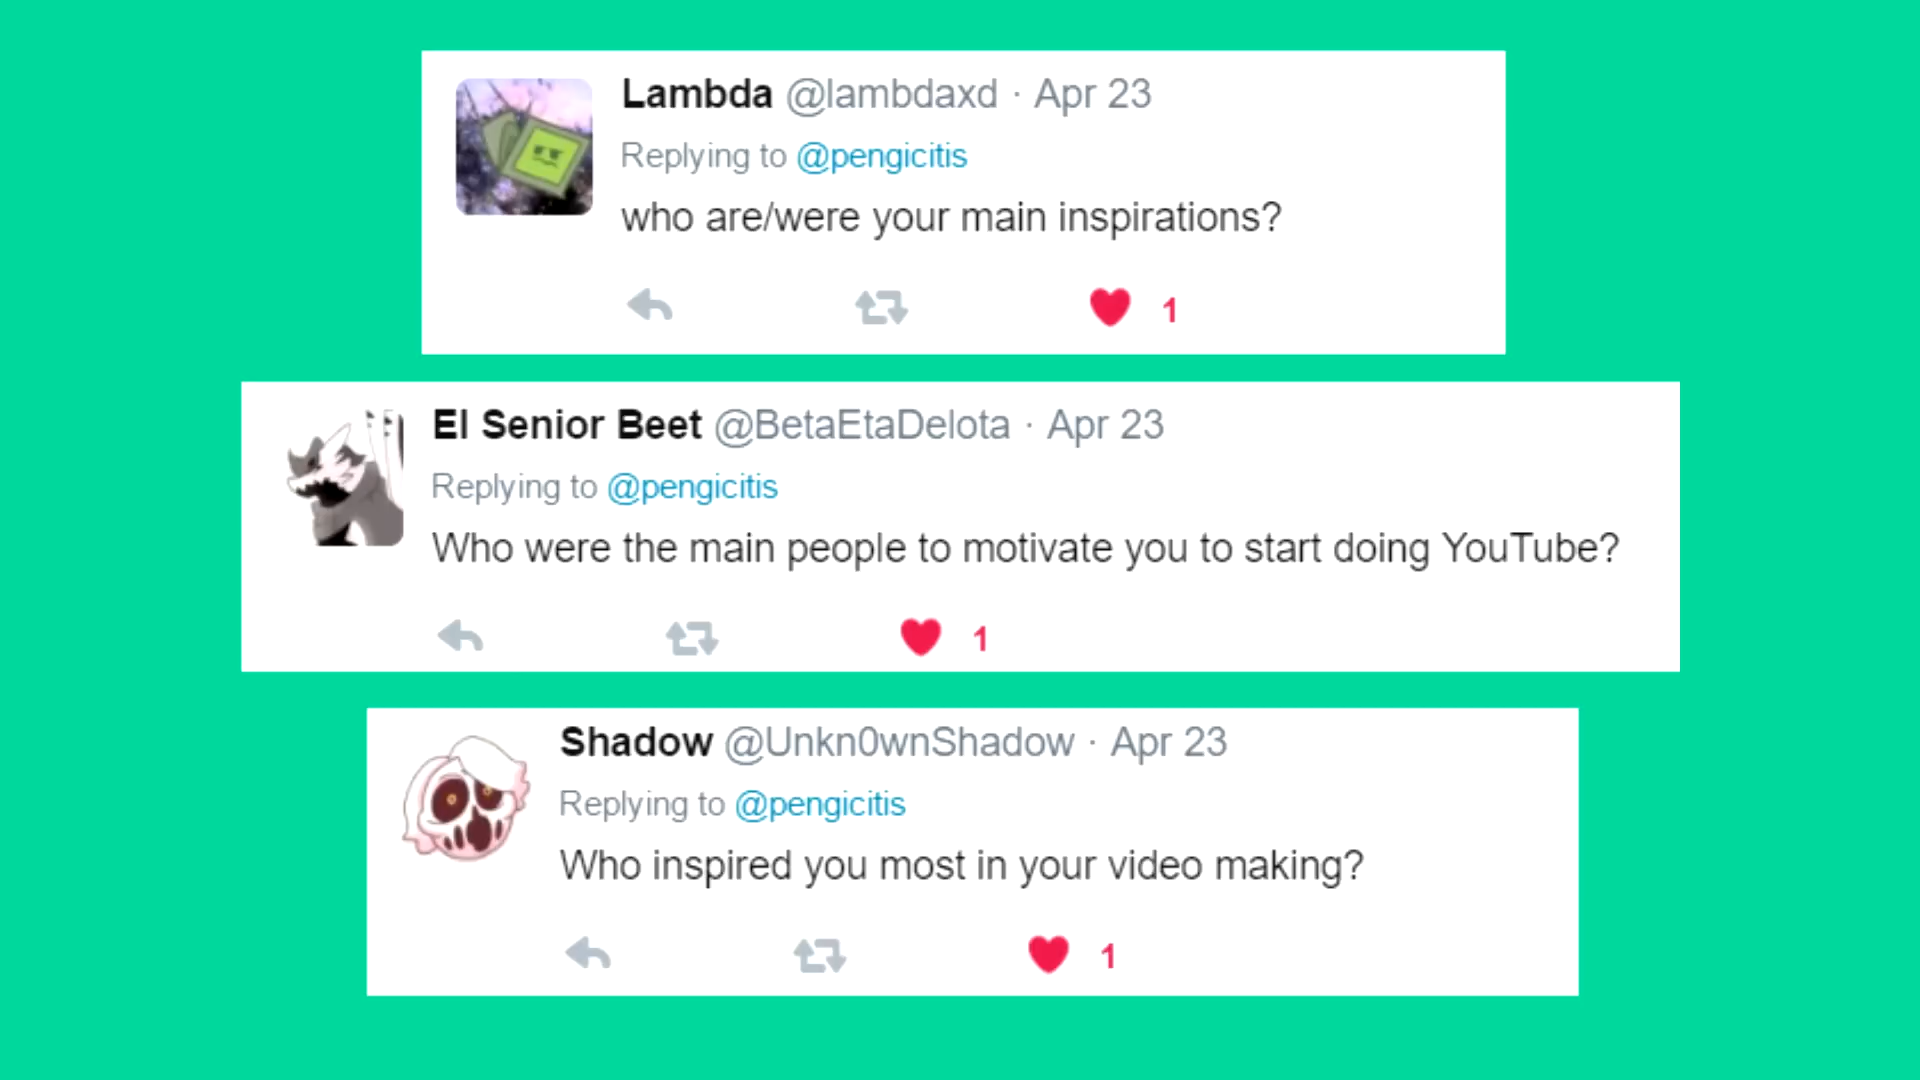 Lambda @lambdaxd · Apr 23
Replying to @pengicitis
who are/were your main inspirations?
1
El Senior Beet @BetaEtaDelota · Apr 23
Replying to @pengicitis
Who were the main people to motivate you to start doing YouTube?
1
Shadow @Unkn0wnShadow · Apr 23
Replying to @pengicitis
Who inspired you most in your video making?
1